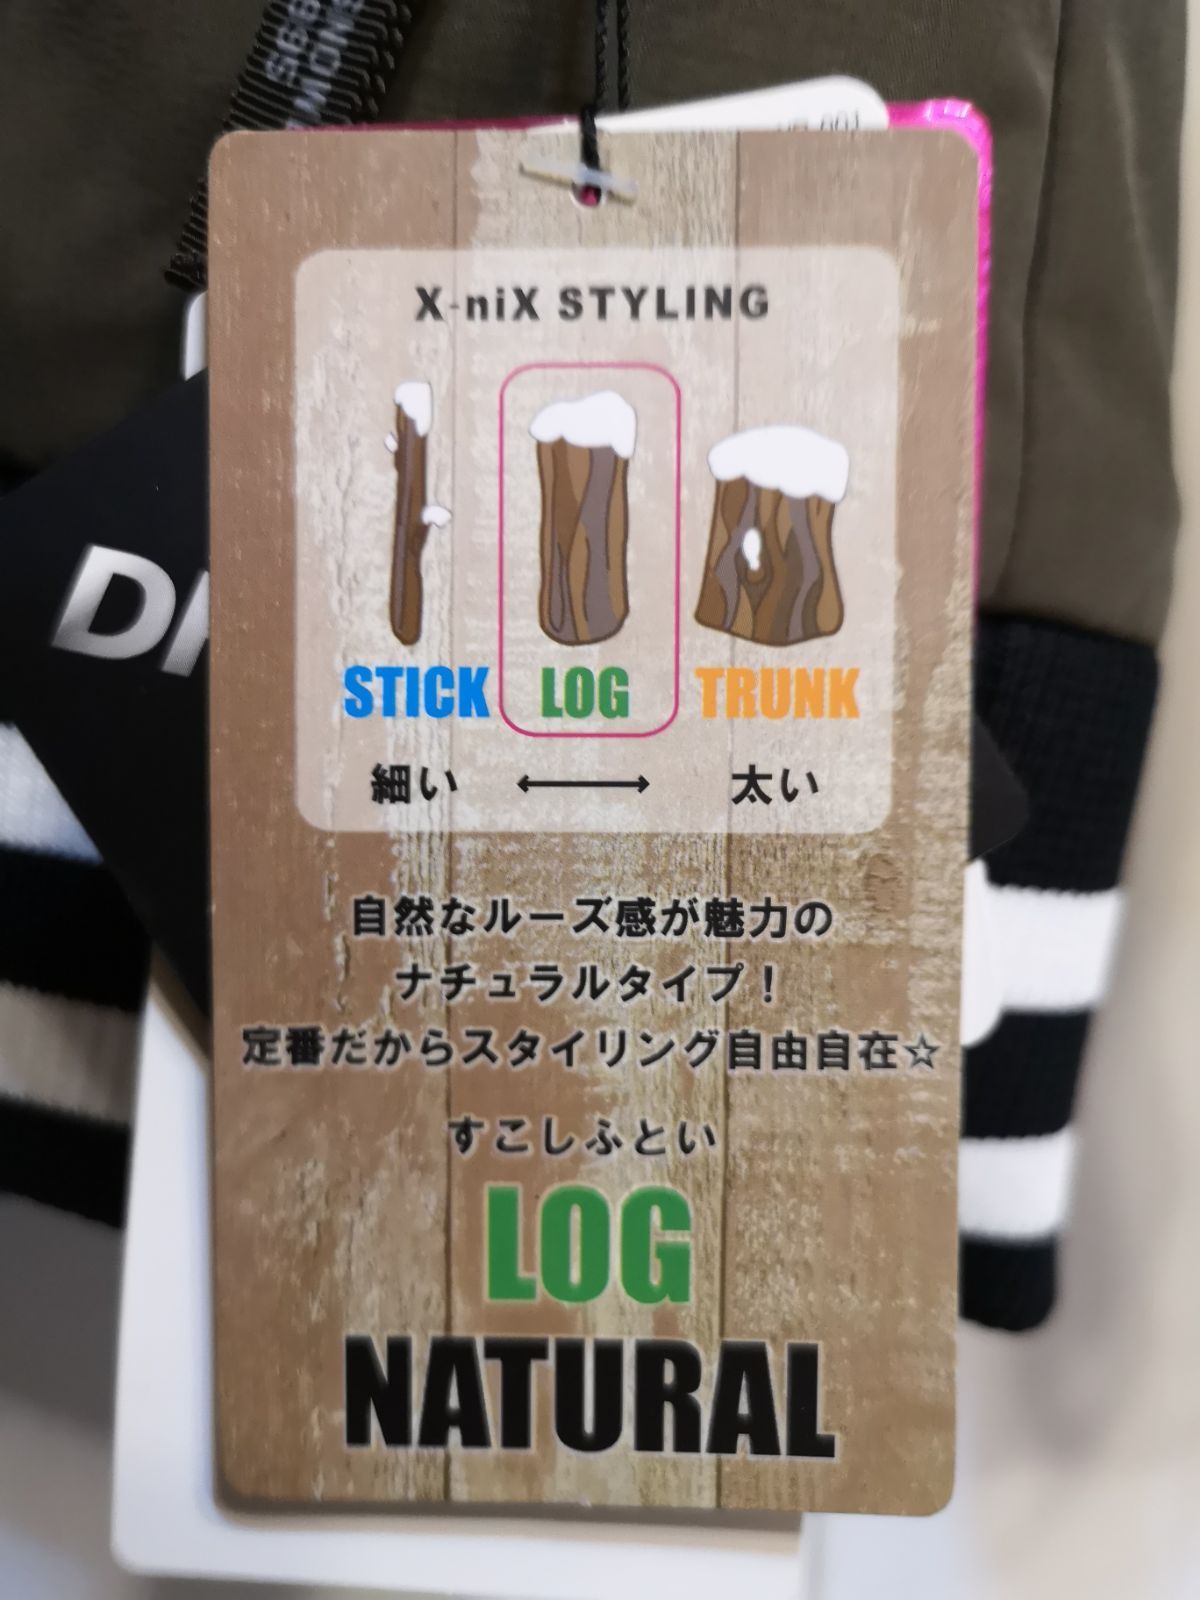 X-niX STYLING
STICK LOG TRUNK
細い ⟷ 太い
自然なルーズ感が魅力の
ナチュラルタイプ！
定番だからスタイリング自由自在☆
すこしふとい
LOG
NATURAL